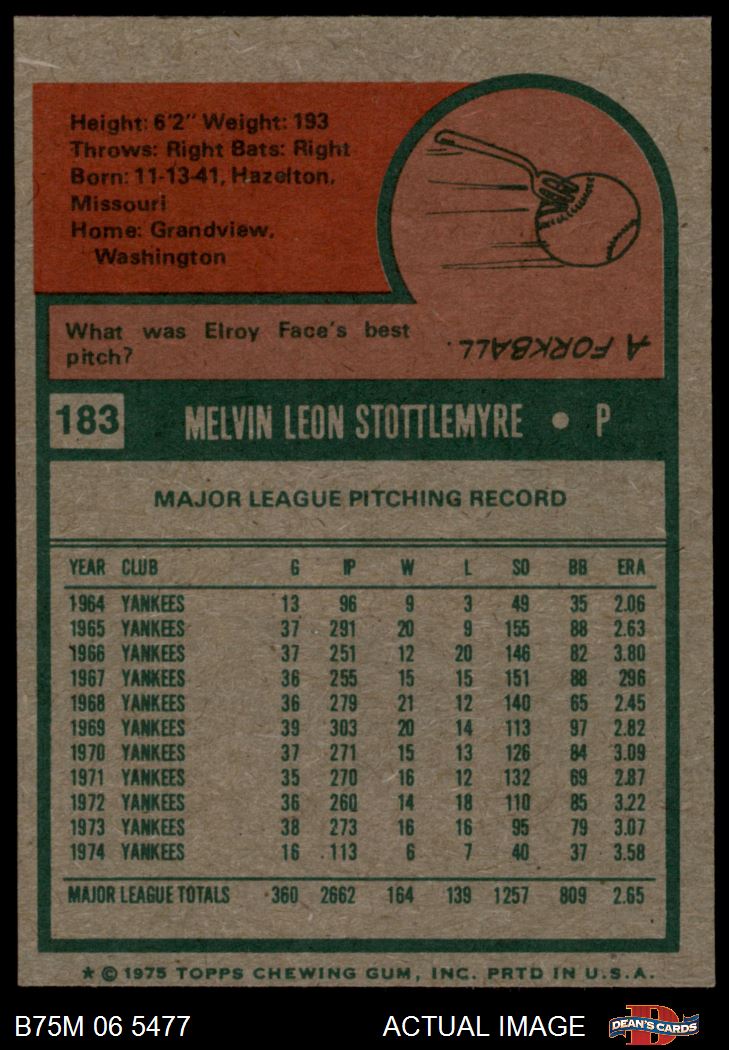 Height: 6'2" Weight: 193
Throws: Right Bats: Right
Born: 11-13-41, Hazelton,
Missouri
Home: Grandview,
Washington
What was Elroy Face's best
pitch?
A FORKBALL.
183 MELVIN LEON STOTTLEMYRE • P
MAJOR LEAGUE PITCHING RECORD
YEAR CLUB G IP W L SO BB ERA
1964 YANKEES 13 96 9 3 49 35 2.06
1965 YANKEES 37 291 20 9 155 88 2.63
1966 YANKEES 37 251 12 20 146 82 3.80
1967 YANKEES 36 255 15 15 151 88 296
1968 YANKEES 36 279 21 12 140 65 2.45
1969 YANKEES 39 303 20 14 113 97 2.82
1970 YANKEES 37 271 15 13 126 84 3.09
1971 YANKEES 35 270 16 12 132 69 2.87
1972 YANKEES 36 260 14 18 110 85 3.22
1973 YANKEES 38 273 16 16 95 79 3.07
1974 YANKEES 16 113 6 7 40 37 3.58
MAJOR LEAGUE TOTALS 360 2662 164 139 1257 809 2.65
★ © 1975 TOPPS CHEWING GUM, INC. PRTD IN U.S.A.
B75M 06 5477 ACTUAL IMAGE DEAN'S CARDS